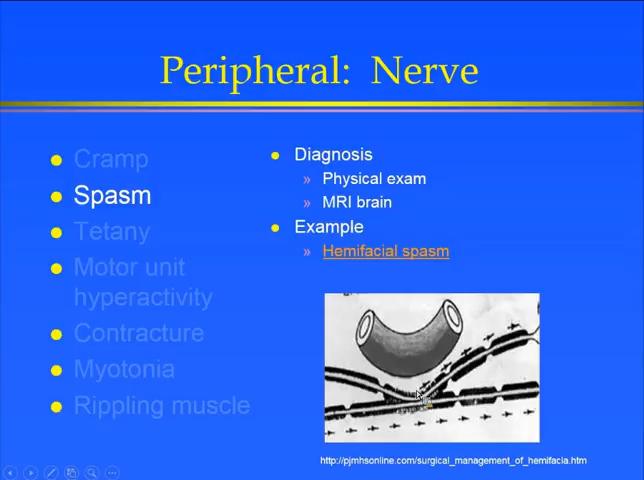 Peripheral: Nerve
Cramp
Spasm
Tetany
Motor unit
hyperactivity
Contracture
Myotonia
Rippling muscle
Diagnosis
» Physical exam
» MRI brain
Example
» Hemifacial spasm
http://pjmhsonline.com/surgical_management_of_hemifacia.htm